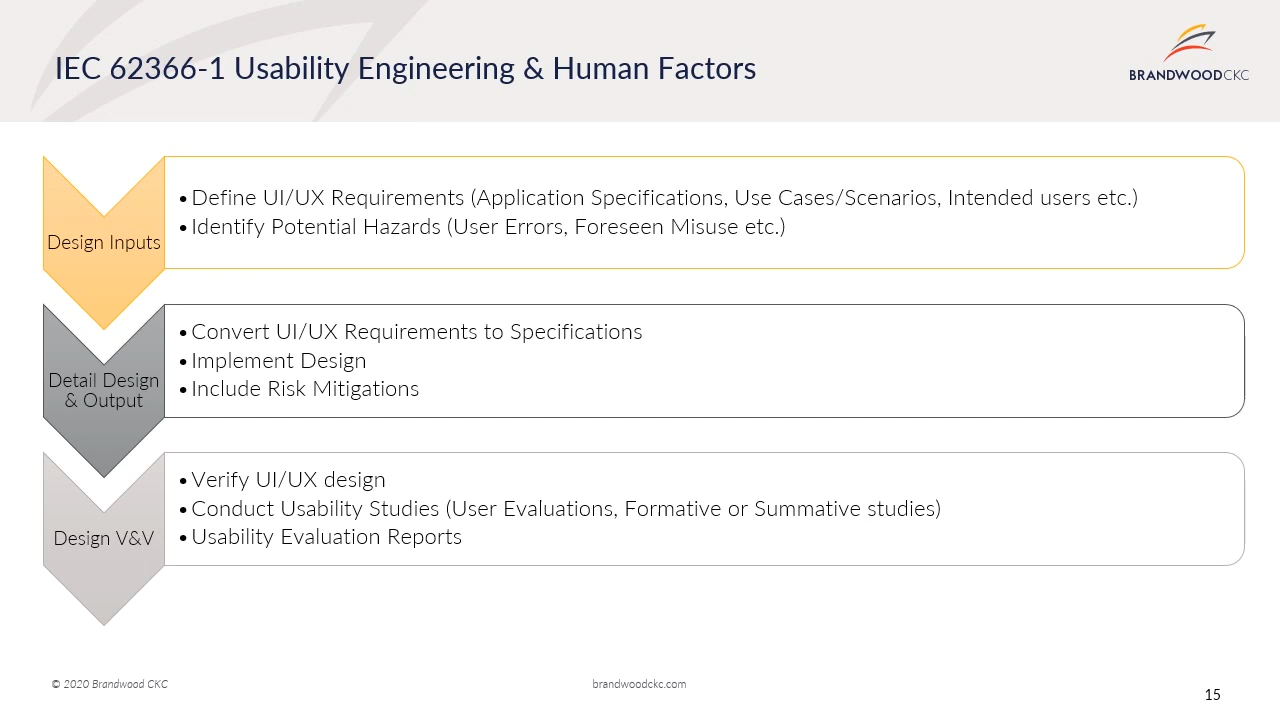 IEC 62366-1 Usability Engineering & Human Factors
BRANDWOODCKC
Design Inputs
• Define UI/UX Requirements (Application Specifications, Use Cases/Scenarios, Intended users etc.)
• Identify Potential Hazards (User Errors, Foreseen Misuse etc.)
Detail Design
& Output
• Convert UI/UX Requirements to Specifications
• Implement Design
• Include Risk Mitigations
Design V&V
• Verify UI/UX design
• Conduct Usability Studies (User Evaluations, Formative or Summative studies)
• Usability Evaluation Reports
© 2020 Brandwood CKC
brandwoodckc.com
15